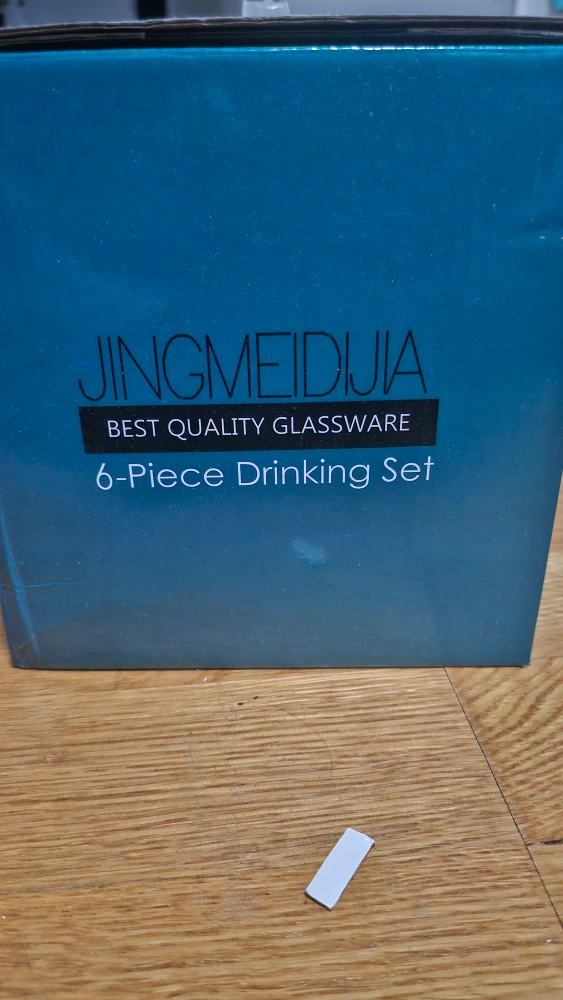 JINGMEIDIJIA
BEST QUALITY GLASSWARE
6-Piece Drinking Set